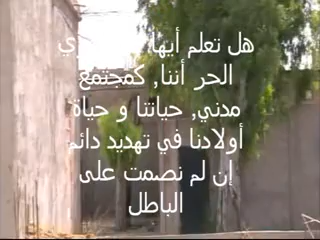 هل تعلم أيها
الحر أننا, كمجتمع
مدني, حياتنا و حياة
أولادنا في تهديد دائم
إن لم نصمت على
الباطل